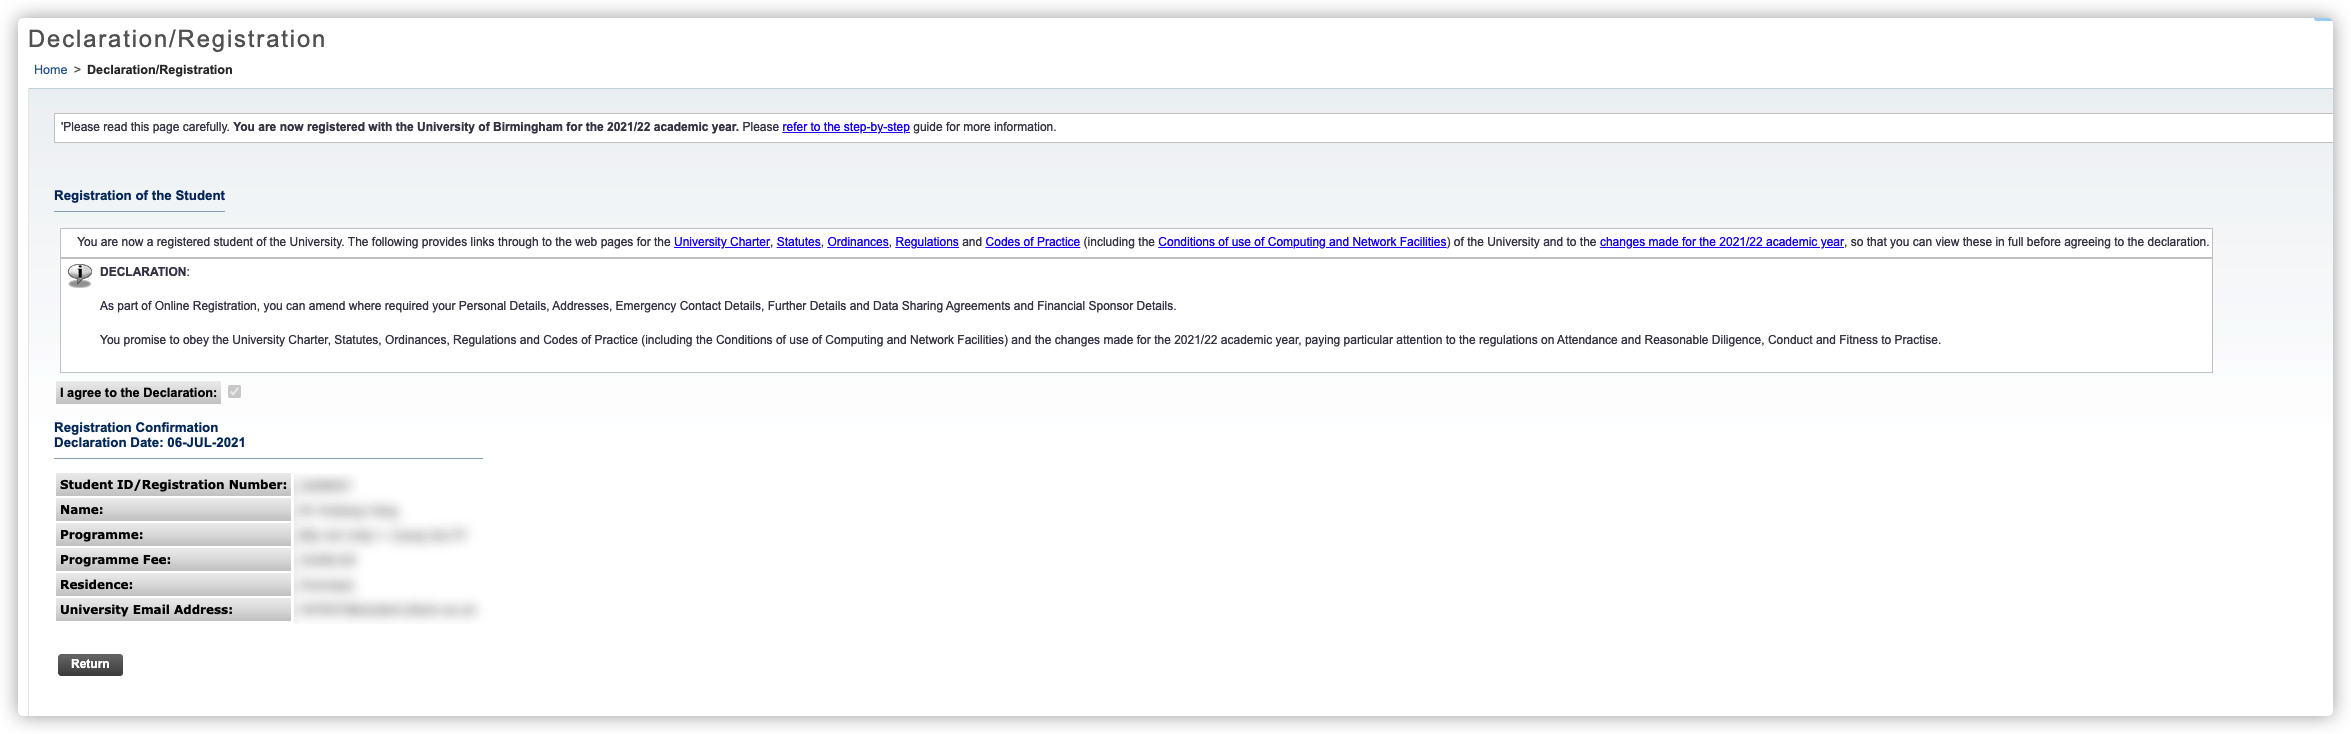 Declaration/Registration
Home > Declaration/Registration
'Please read this page carefully. You are now registered with the University of Birmingham for the 2021/22 academic year. Please refer to the step-by-step guide for more information.
Registration of the Student
You are now a registered student of the University. The following provides links through to the web pages for the University Charter, Statutes, Ordinances, Regulations and Codes of Practice (including the Conditions of use of Computing and Network Facilities) of the University and to the changes made for the 2021/22 academic year, so that you can view these in full before agreeing to the declaration.
DECLARATION:
As part of Online Registration, you can amend where required your Personal Details, Addresses, Emergency Contact Details, Further Details and Data Sharing Agreements and Financial Sponsor Details.
You promise to obey the University Charter, Statutes, Ordinances, Regulations and Codes of Practice (including the Conditions of use of Computing and Network Facilities) and the changes made for the 2021/22 academic year, paying particular attention to the regulations on Attendance and Reasonable Diligence, Conduct and Fitness to Practise.
I agree to the Declaration:
Registration Confirmation
Declaration Date: 06-JUL-2021
Student ID/Registration Number:
Name:
Programme:
Programme Fee:
Residence:
University Email Address:
Return